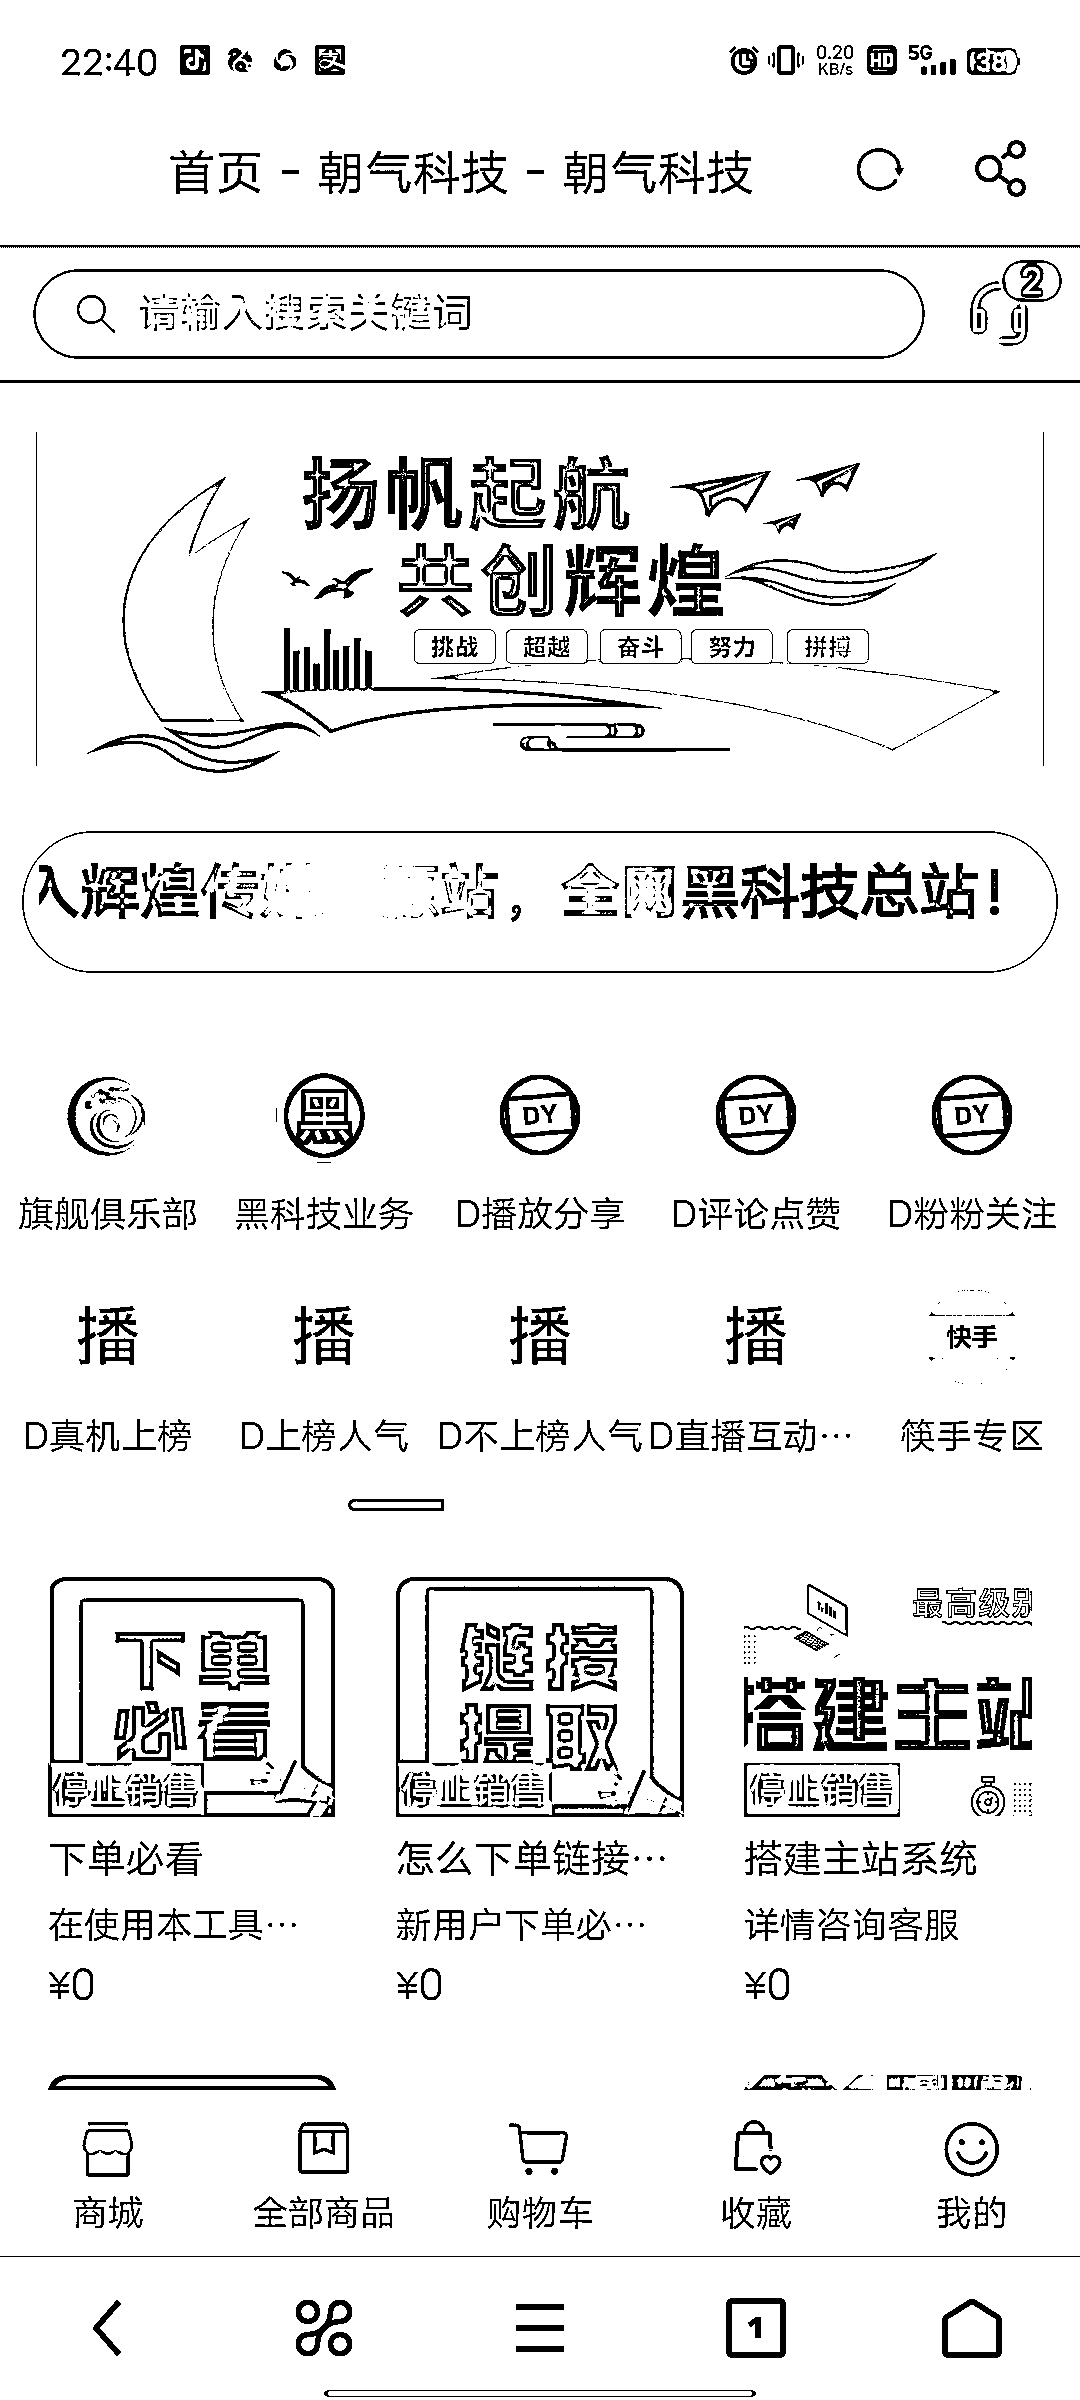 22:40 0.20 KB/s HD 5G 38
首页 - 朝气科技 - 朝气科技
请输入搜索关键词
2
扬帆起航
共创辉煌
挑战 超越 奋斗 努力 拼搏
入辉煌传媒 站，全网黑科技总站！
黑 DY DY DY
旗舰俱乐部 黑科技业务 D播放分享 D评论点赞 D粉粉关注
播 播 播 播 快手
D真机上榜 D上榜人气 D不上榜人气 D直播互动… 筷手专区
下单 链接 最高级别
必看 提取 搭建主站
停止销售 停止销售 停止销售
下单必看 怎么下单链接… 搭建主站系统
在使用本工具… 新用户下单必… 详情咨询客服
¥0 ¥0 ¥0
商城 全部商品 购物车 收藏 我的
1